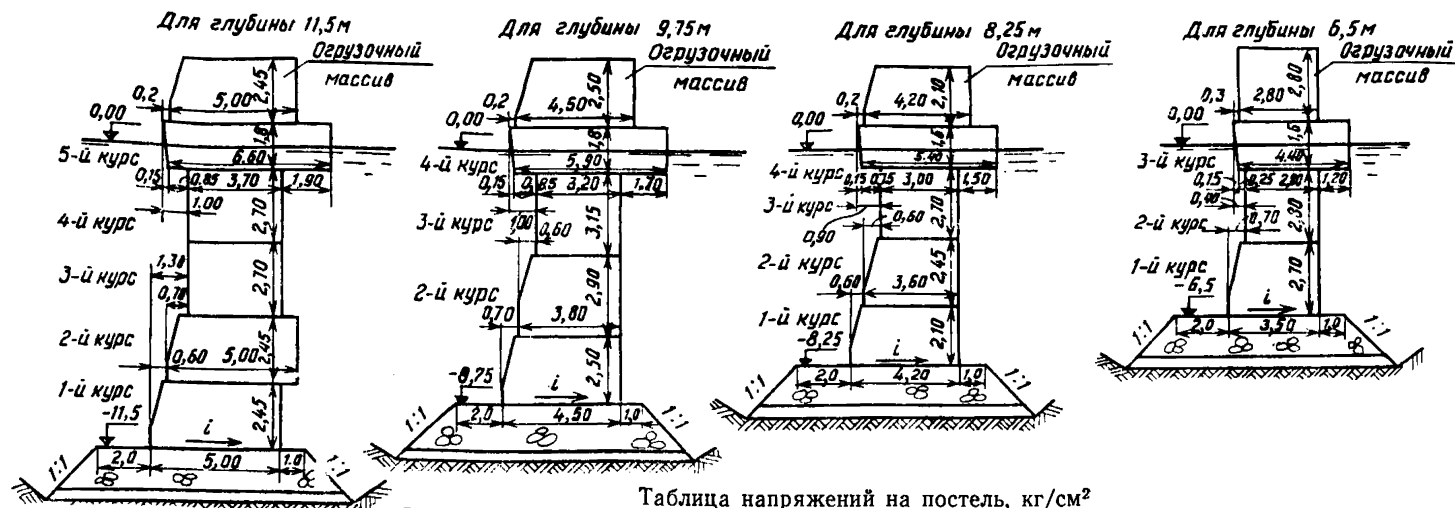 Для глубины 11,5м
Огрузочный
массив
0,2
5,00
2,45
0,00
1,6
5-й курс
6.60
0,15
0,85
3,70
1,90
1.00
2,70
4-й курс
1,30
3-й курс
2,70
0,70
2-й курс
0,60
5,00
2,45
1-й курс
-11,5
2,45
i
1:1
2,0
5,00
1.0
1:1
Для глубины 9,75м
Огрузочный
массив
0,2
4,50
2,50
0,00
1,6
4-й курс
5,90
0,15
0,85
3,20
1.70
3-й курс
1,00
0,60
3,15
2-й курс
2,90
0,70
3,80
1-й курс
2,50
-9,75
i
1:1
2,0
4,50
1,0
1:1
Для глубины 8,25м
Огрузочный
массив
0,2
4,20
2,10
0,00
1,6
5.40
4-й курс
0,15
0,75
3,00
1,50
3-й курс
0,60
2,70
0,90
2-й курс
2,45
0,60
3,60
1-й курс
-8,25
2,10
i
1:1
2,0
4,20
1,0
1:1
Для глубины 6,5м
Огрузочный
массив
0,3
2,80
2,80
0,00
1,6
3-й курс
4.40
0,15
0,25
1,20
0,40
2-й курс
0,70
2,30
1-й курс
-6,5
2,70
i
1:1
2,0
3,50
1,0
1:1
Таблица напряжений на постель, кг/см²